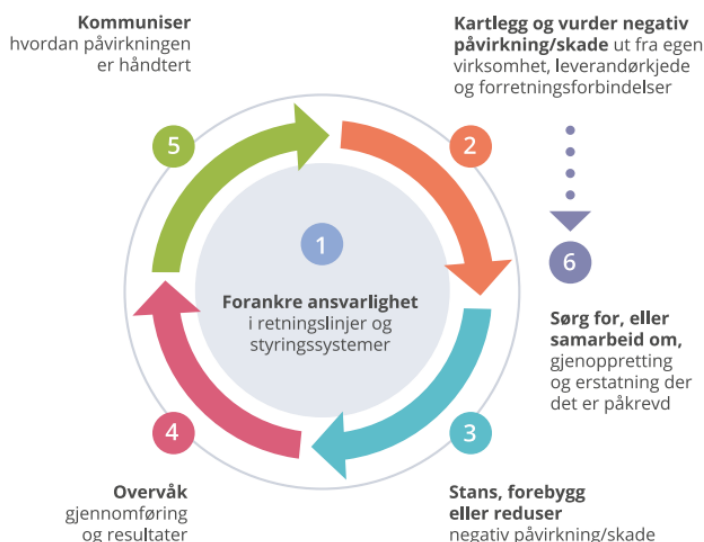 1
Forankre ansvarlighet
i retningslinjer og
styringssystemer
2
Kartlegg og vurder negativ
påvirkning/skade ut fra egen
virksomhet, leverandørkjede
og forretningsforbindelser
3
Stans, forebygg
eller reduser
negativ påvirkning/skade
4
Overvåk
gjennomføring
og resultater
5
Kommuniser
hvordan påvirkningen
er håndtert
6
Sørg for, eller
samarbeid om,
gjenoppretting
og erstatning der
det er påkrevd